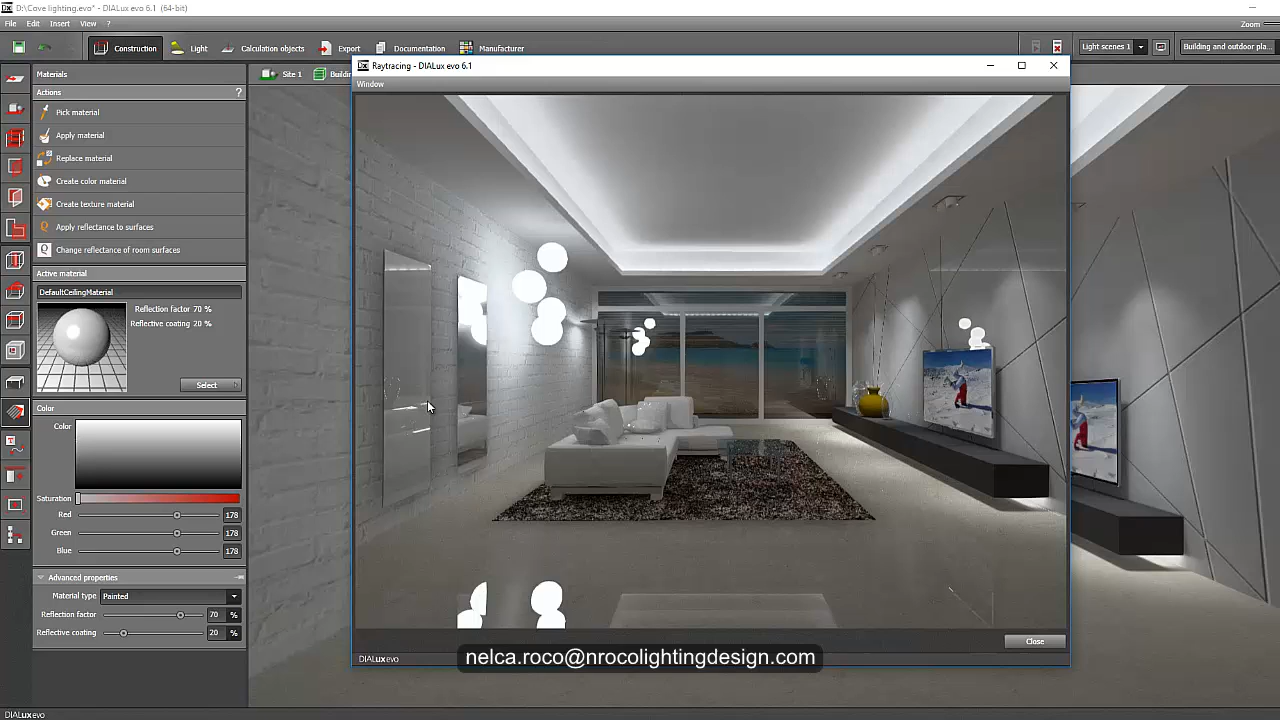 D:\Cove lighting.evo* - DIALux evo 6.1 (64-bit)
File Edit Insert View ?
Zoom
Construction Light Calculation objects Export Documentation Manufacturer
Light scenes 1 Building and outdoor pla...
Materials
Site 1 Buildin
Actions ?
Pick material
Apply material
Replace material
Create color material
Create texture material
Apply reflectance to surfaces
Change reflectance of room surfaces
Active material
DefaultCeilingMaterial
Reflection factor 70 %
Reflective coating 20 %
Select
Color
Color
Saturation
Red 178
Green 178
Blue 178
Advanced properties
Material type Painted
Reflection factor 70 %
Reflective coating 20 %
Raytracing - DIALux evo 6.1
Window
Close
DIALux evo
nelca.roco@nrocolightingdesign.com
DIALux evo